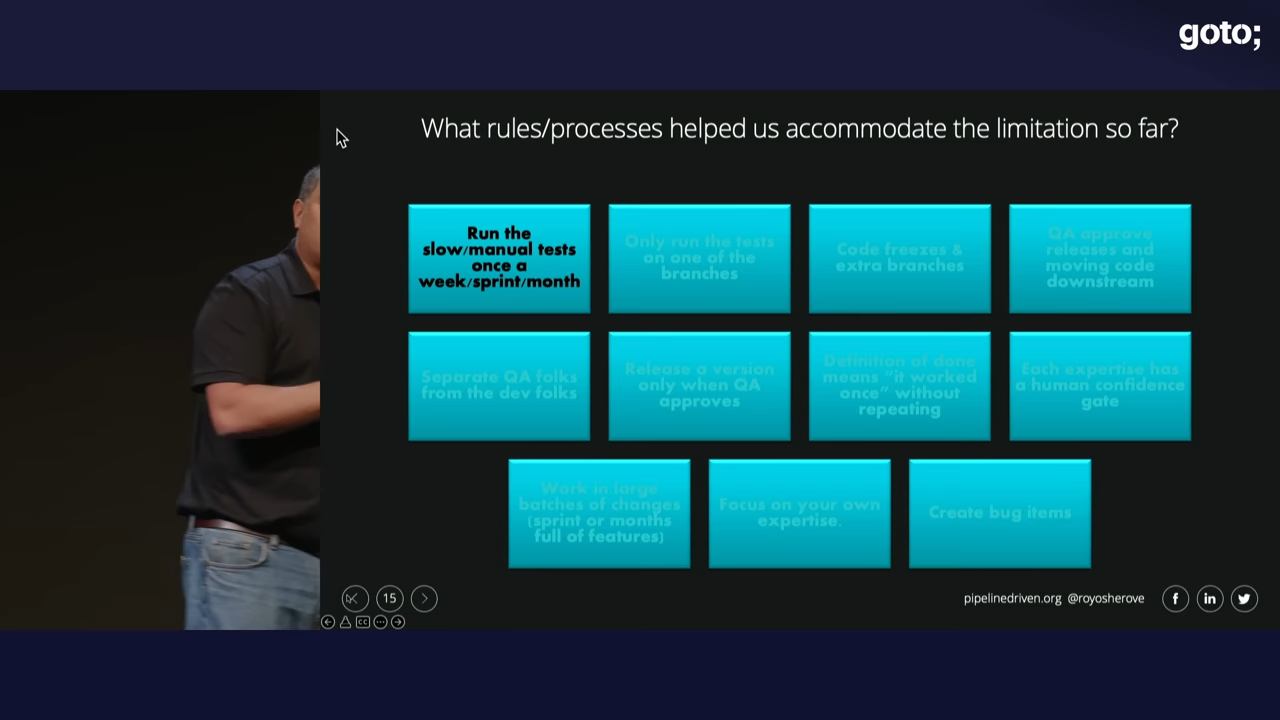 goto;
What rules/processes helped us accommodate the limitation so far?
Run the
slow/manual tests
once a
week/sprint/month
Only run the tests
on one of the
branches
Code freezes &
extra branches
QA approve
releases and
moving code
downstream
Separate QA folks
from the dev folks
Release a version
only when QA
approves
Definition of done
means “it worked
once” without
repeating
Each expertise has
a human confidence
gate
Work in large
batches of changes
(sprint or months
full of features)
Focus on your own
expertise.
Create bug items
15
pipelinedriven.org @royosherove
f
in
CC